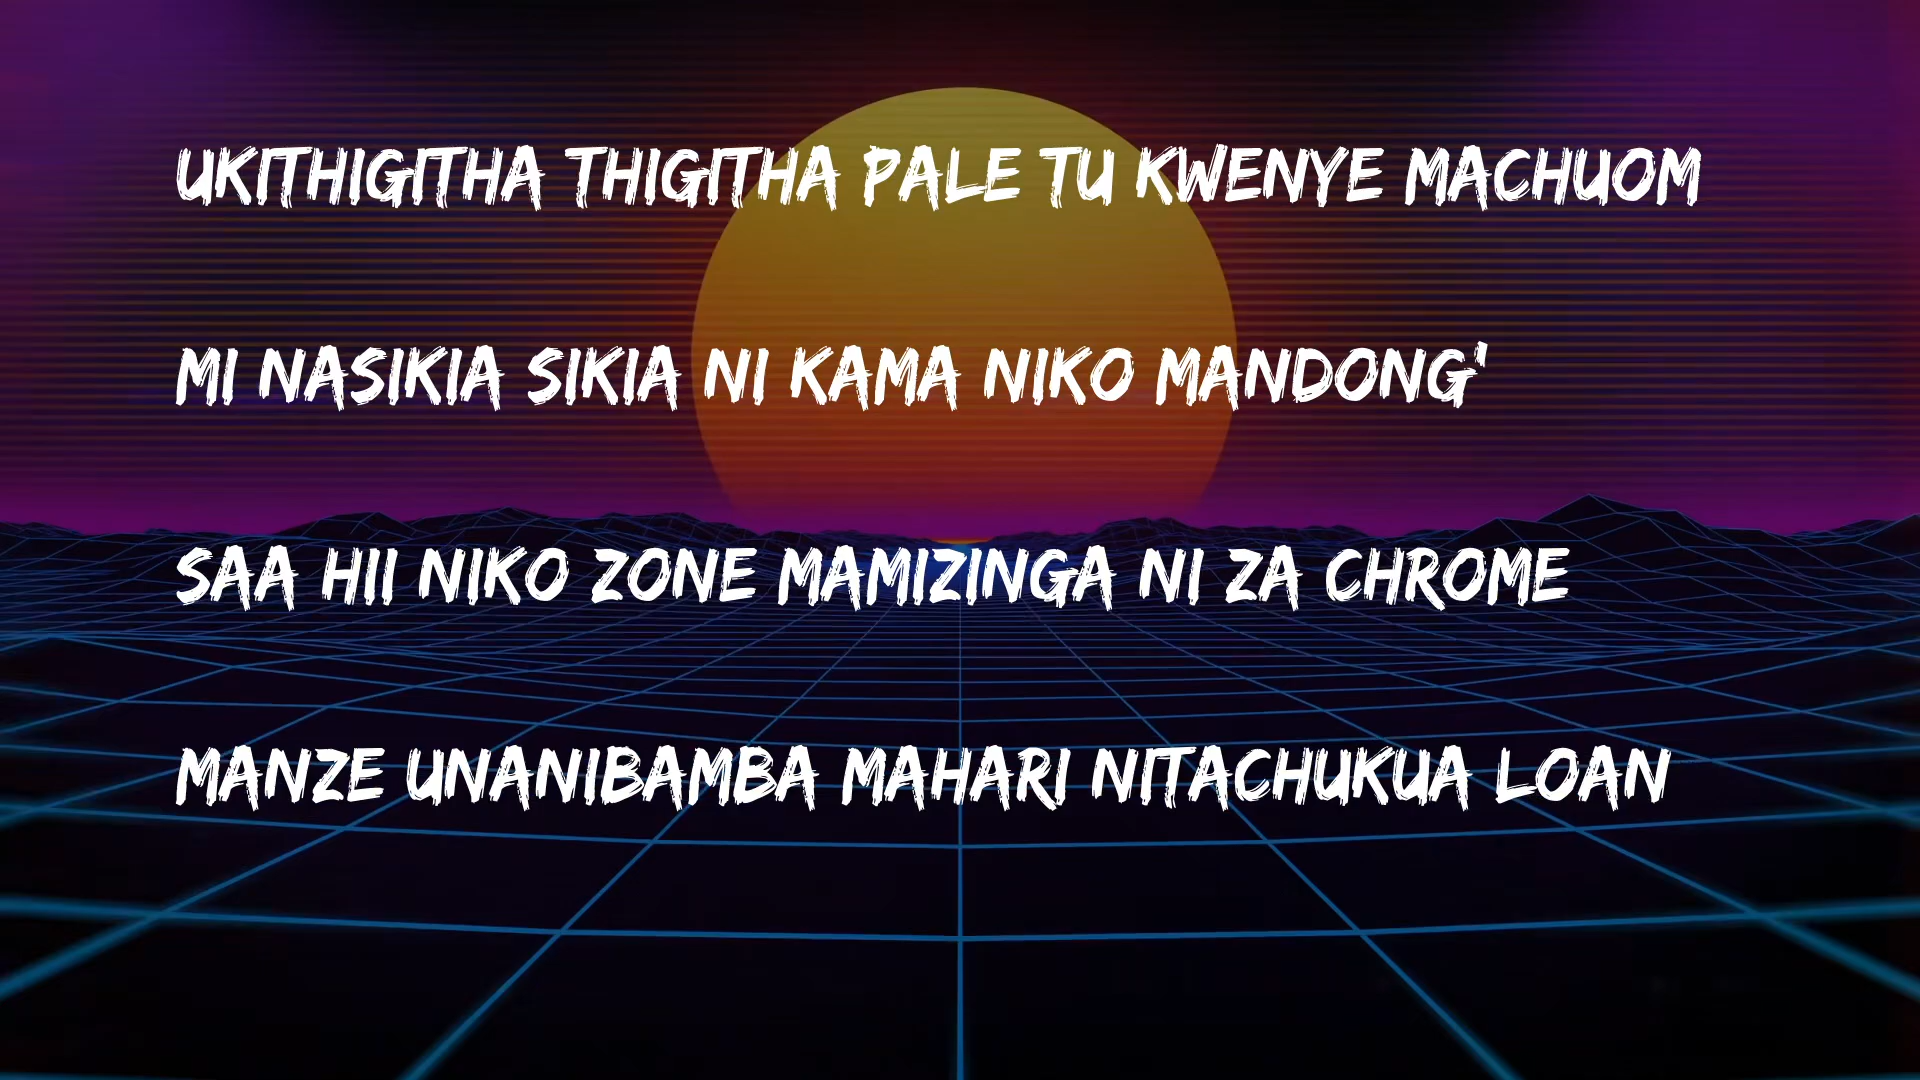 UKITHIGITHA THIGITHA PALE TU KWENYE MACHUOM
MI NASIKIA SIKIA NI KAMA NIKO MANDONG'
SAA HII NIKO ZONE MAMIZINGA NI ZA CHROME
MANZE UNANIBAMBA MAHARI NITACHUKUA LOAN